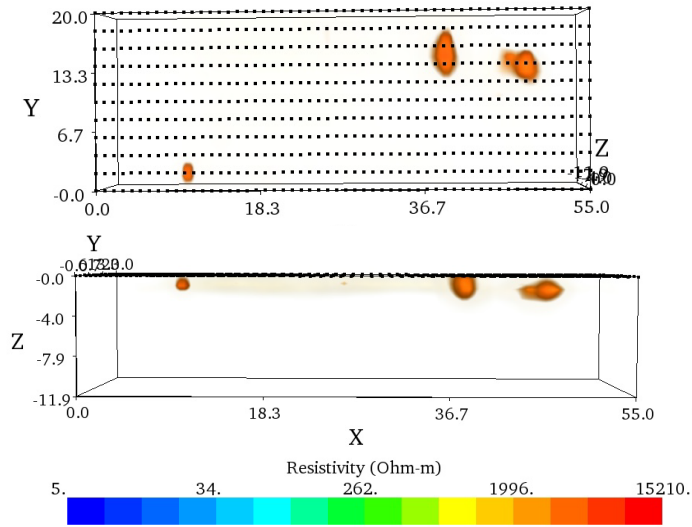 20.0
13.3
Y
6.7
Z
-0.0
0.0 18.3 36.7 55.0
Y
-0.0
-4.0
Z
-7.9
-11.9
0.0 18.3 36.7 55.0
X
Resistivity (Ohm-m)
5. 34. 262. 1996. 15210.